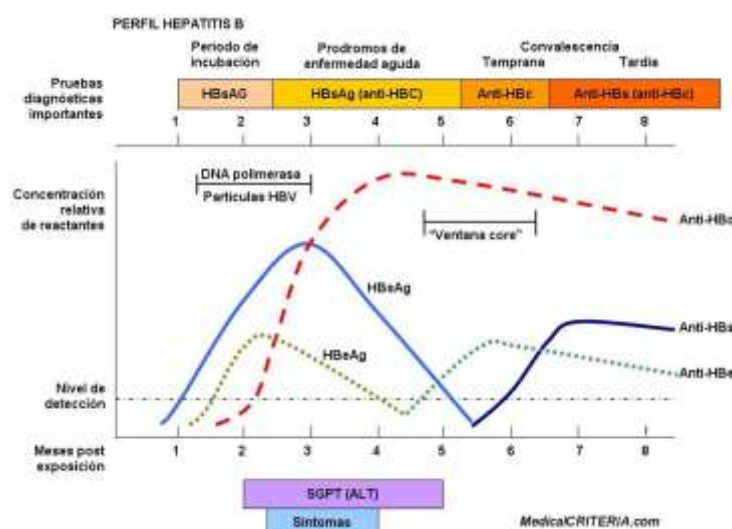 PERFIL HEPATITIS B
Periodo de
incubación
Prodromos de
enfermedad aguda
Convalescencia
Temprana
Tardia
Pruebas
diagnósticas
importantes
HBsAG
HBsAg (anti-HBC)
Anti-HBc
Anti-HBs (anti-HBc)
1 2 3 4 5 6 7 8
Concentración
relativa
de reactantes
DNA polimerasa
Particulas HBV
"Ventana core"
Anti-HBc
HBsAg
HBeAg
Anti-HBs
Anti-HBe
Nivel de
detección
Meses post
exposición
1 2 3 4 5 6 7 8
SGPT (ALT)
Sintomas
MedicalCRITERIA.com